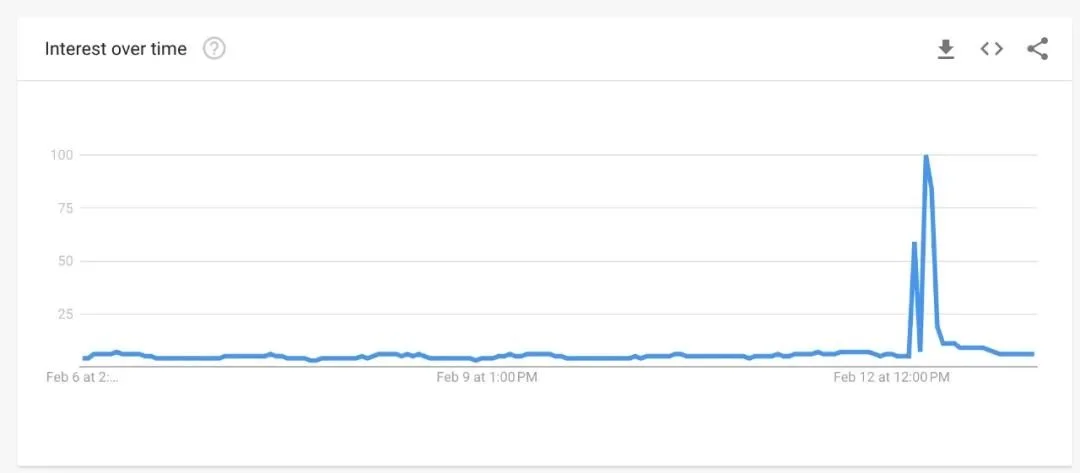 Interest over time ?
100
75
50
25
Feb 6 at 2:...
Feb 9 at 1:00 PM
Feb 12 at 12:00 PM